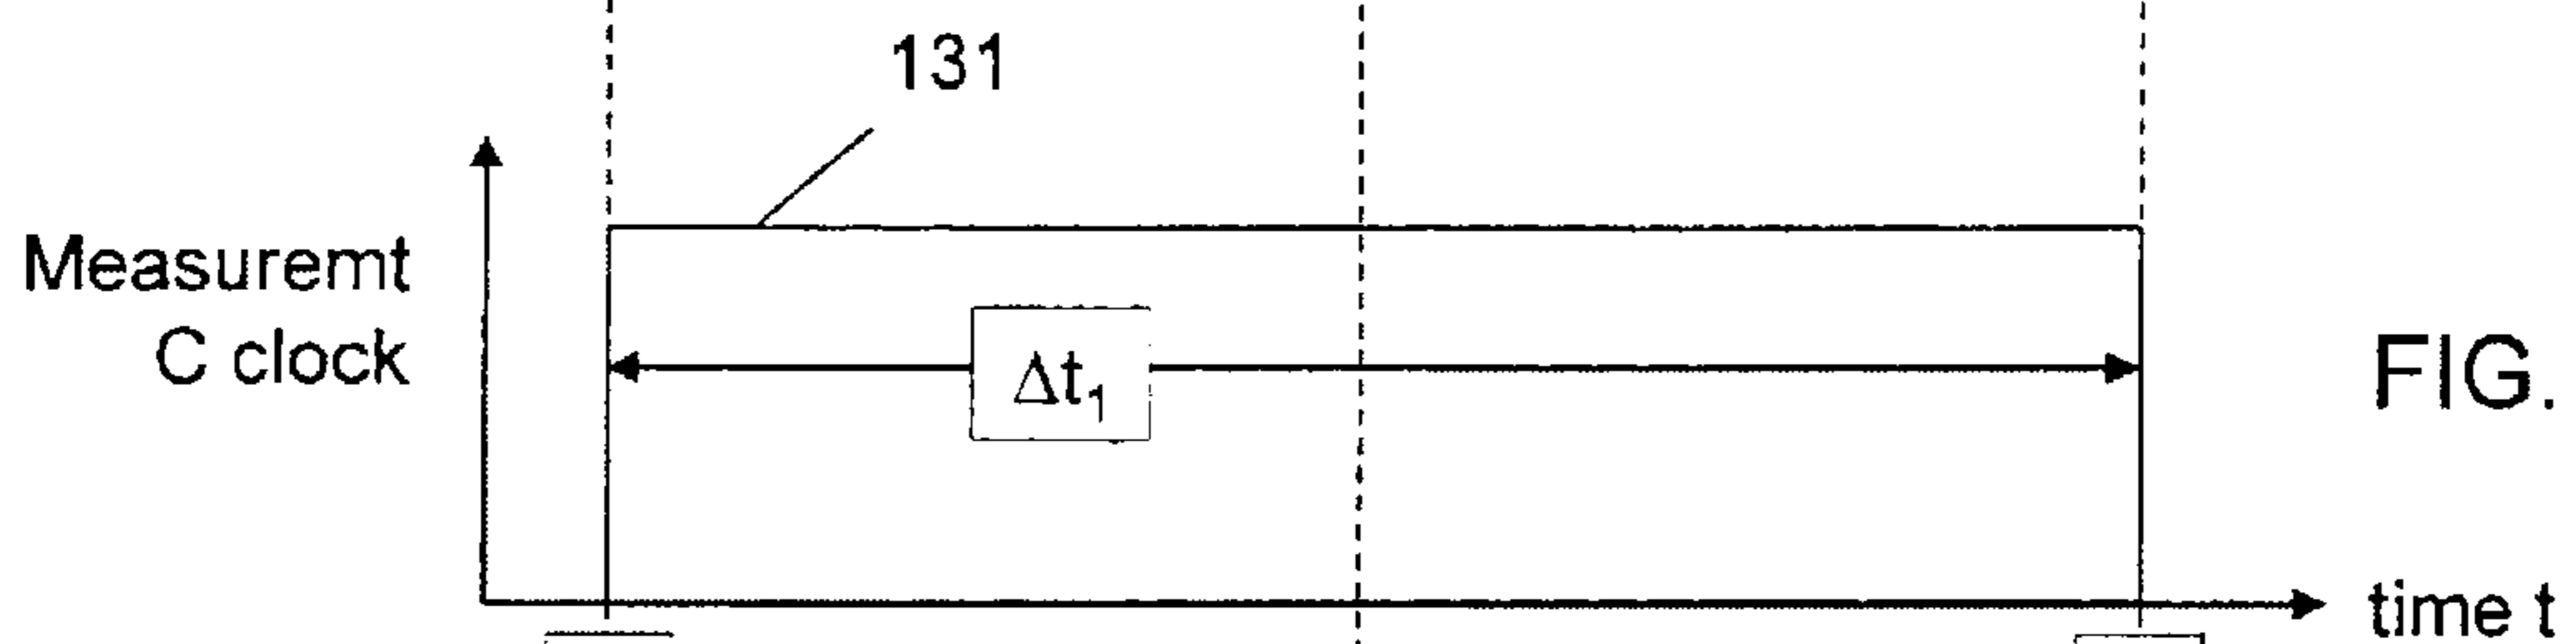 131
Measuremt
C clock
Δt₁
FIG.
time t